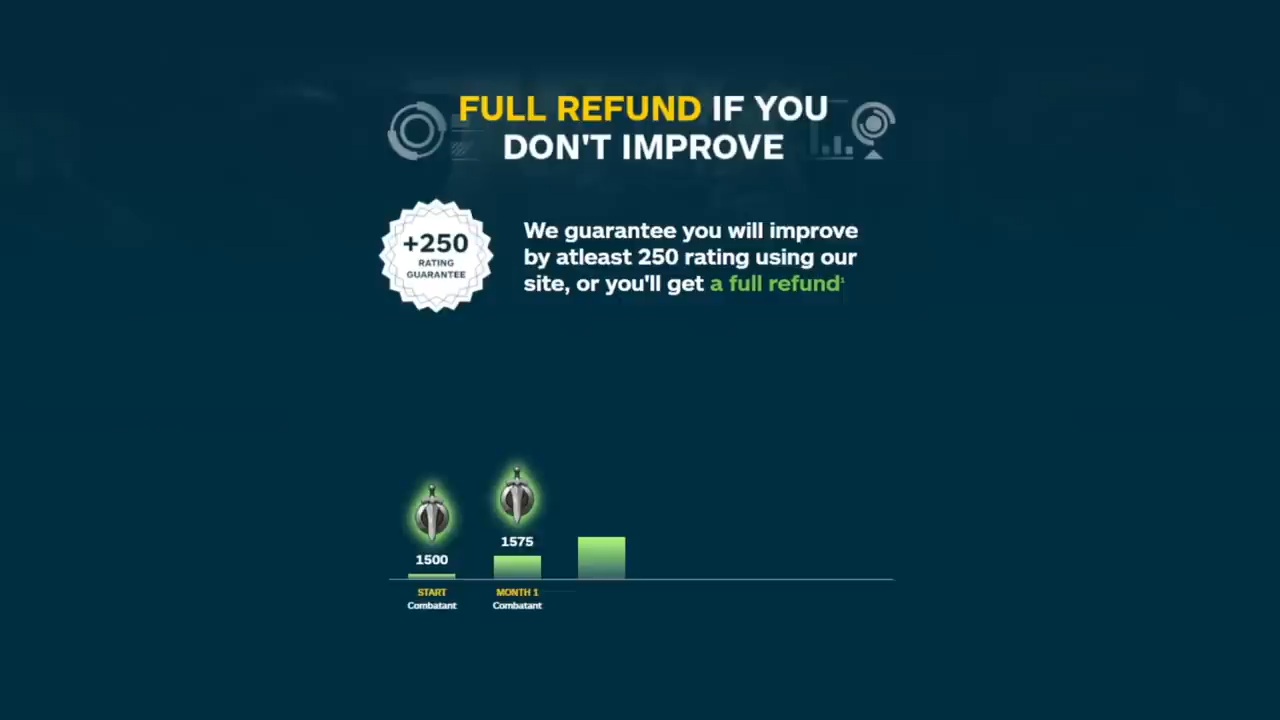 FULL REFUND IF YOU
DON'T IMPROVE
+250
RATING
GUARANTEE
We guarantee you will improve
by atleast 250 rating using our
site, or you'll get a full refund¹
1500
1575
START
Combatant
MONTH 1
Combatant